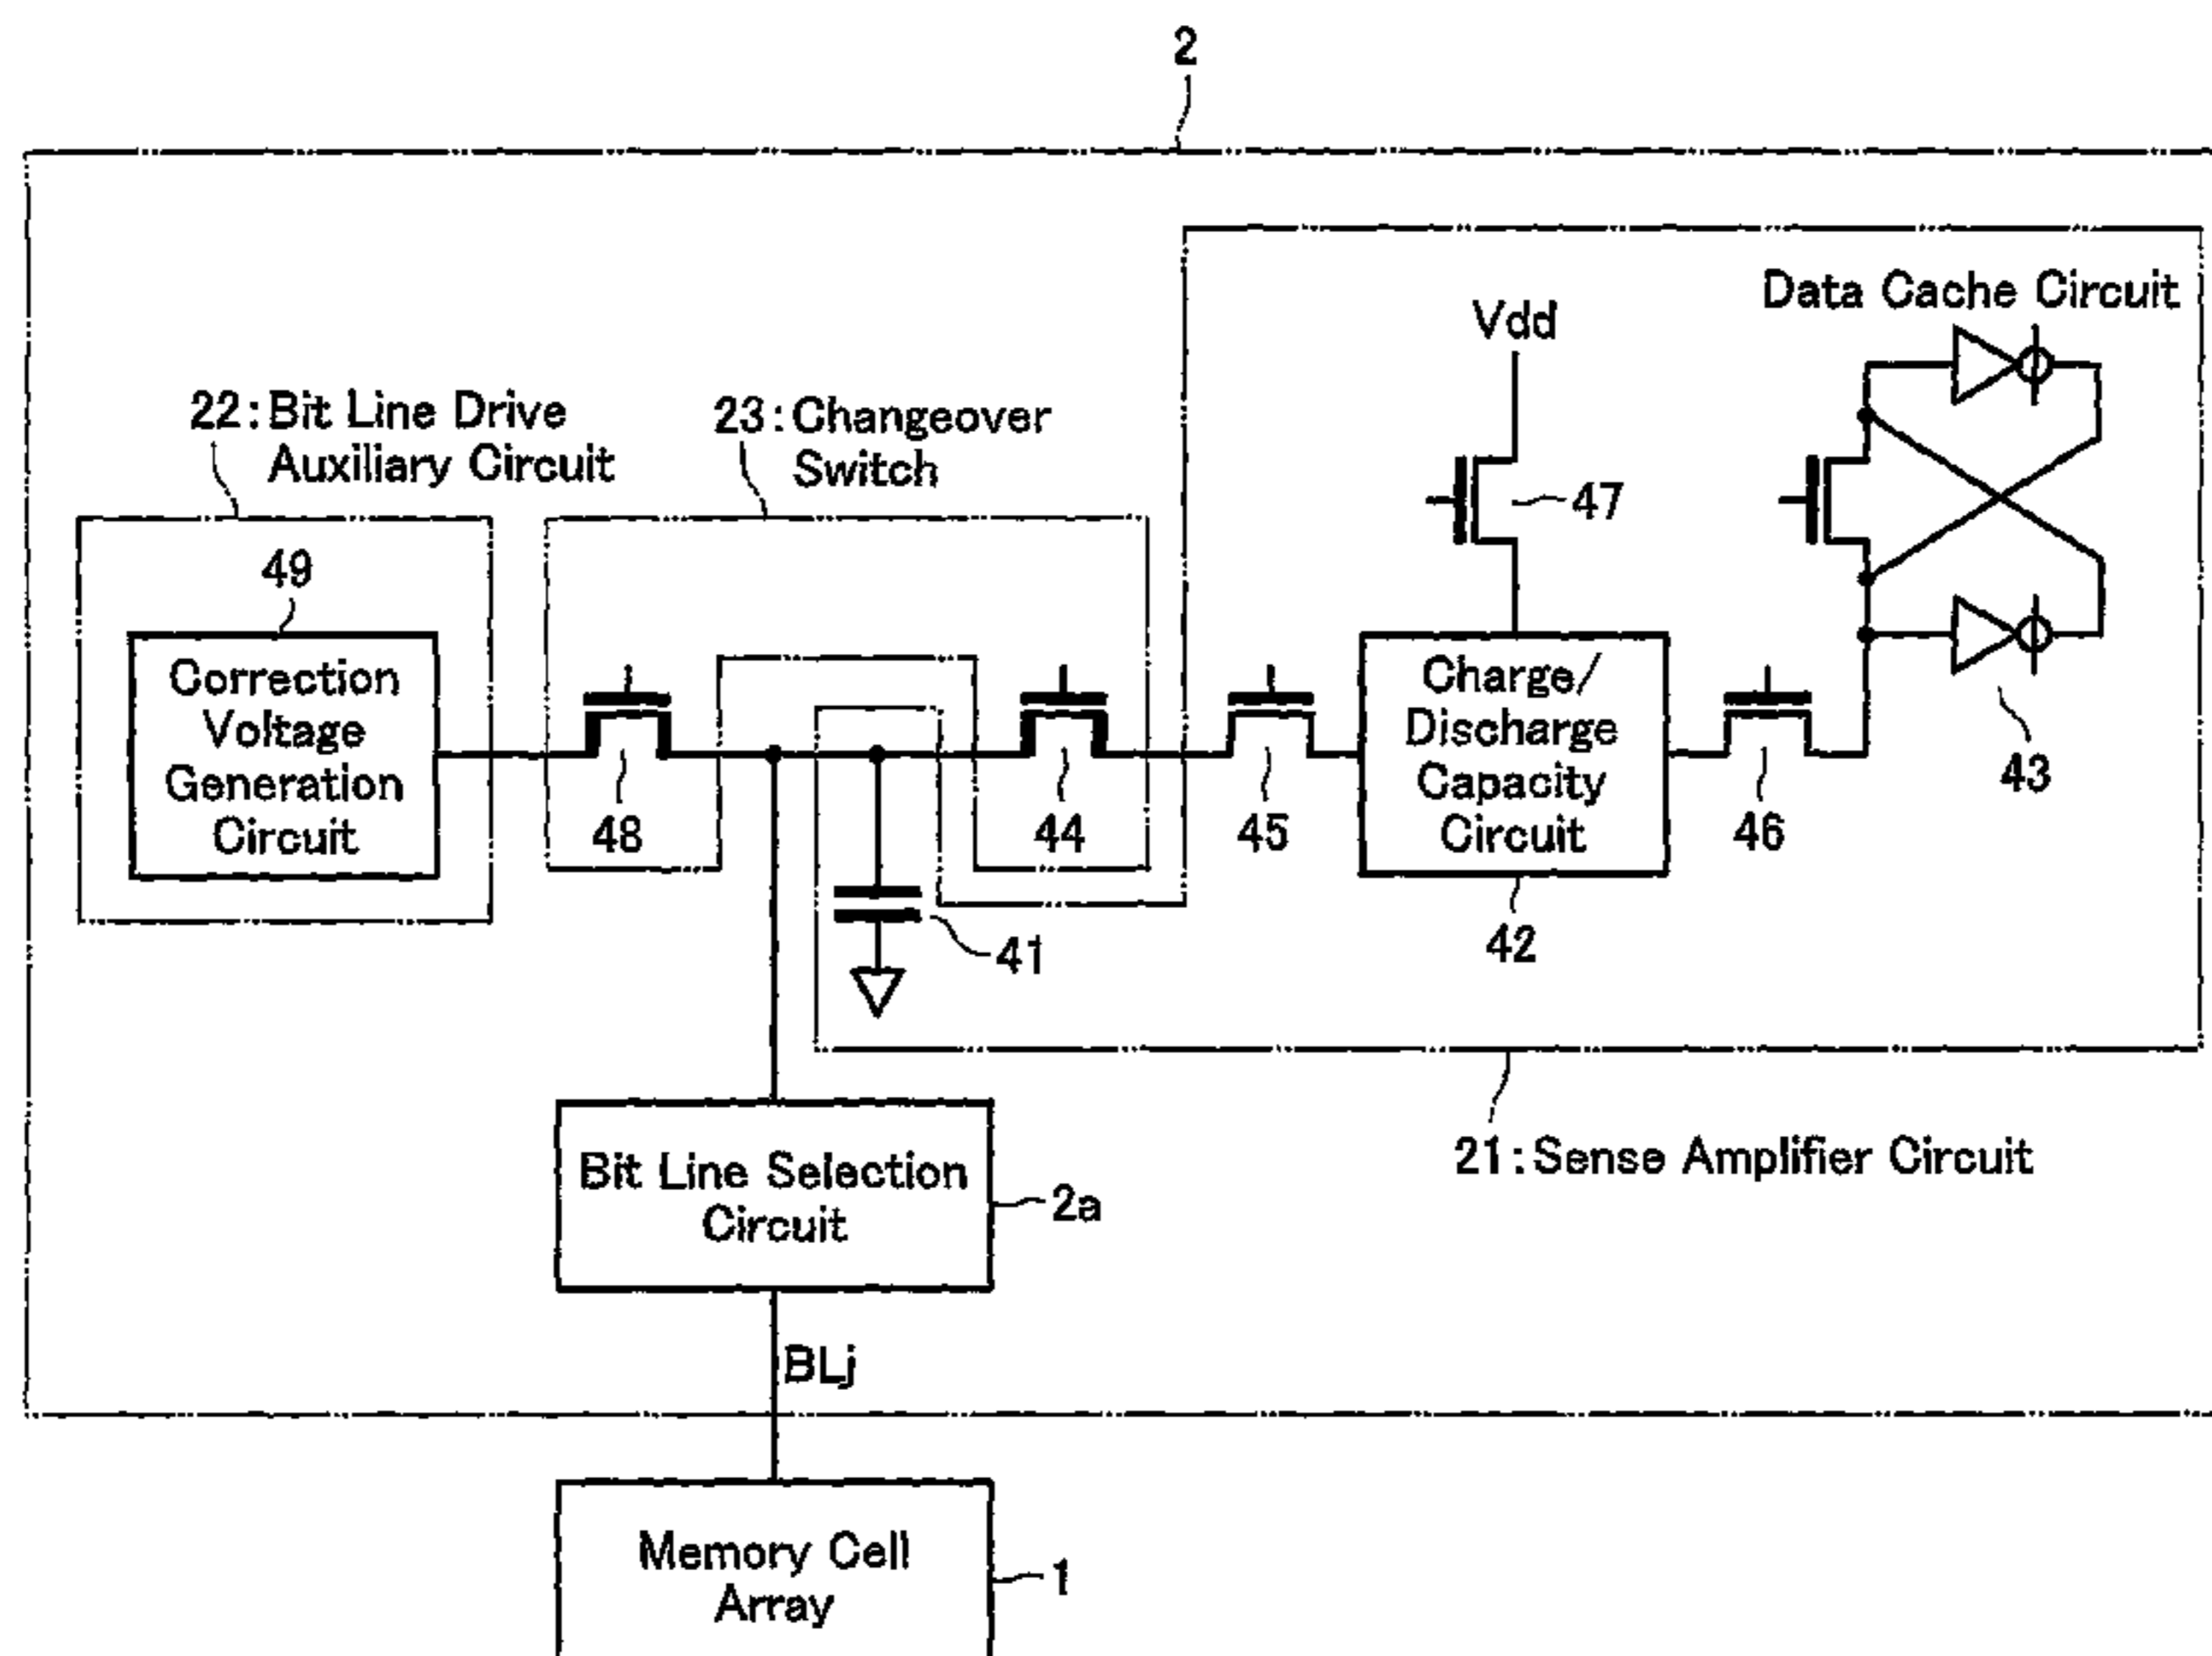 2
Data Cache Circuit
Vdd
22:Bit Line Drive
Auxiliary Circuit
23:Changeover
Switch
47
49
Correction
Voltage
Generation
Circuit
48
44
45
Charge/
Discharge
Capacity
Circuit
46
43
41
42
Bit Line Selection
Circuit
2a
21:Sense Amplifier Circuit
BLj
Memory Cell
Array
1